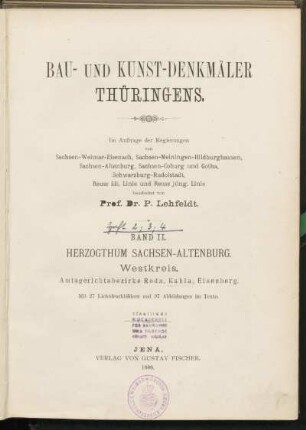 BAU- UND KUNST-DENKMÄLER
THÜRINGENS.
Im Auftrage der Regierungen
von
Sachsen-Weimar-Eisenach, Sachsen-Meiningen-Hildburghausen,
Sachsen-Altenburg, Sachsen-Coburg und Gotha,
Schwarzburg-Rudolstadt,
Reuss ält. Linie und Reuss jüng. Linie
bearbeitet von
Prof. Dr. P. Lehfeldt.
2, 3, 4
BAND II.
HERZOGTHUM SACHSEN-ALTENBURG.
Westkreis.
Amtsgerichtsbezirke Roda, Kahla, Eisenberg.
Mit 27 Lichtdruckbildern und 97 Abbildungen im Texte.
JENA,
VERLAG VON GUSTAV FISCHER.